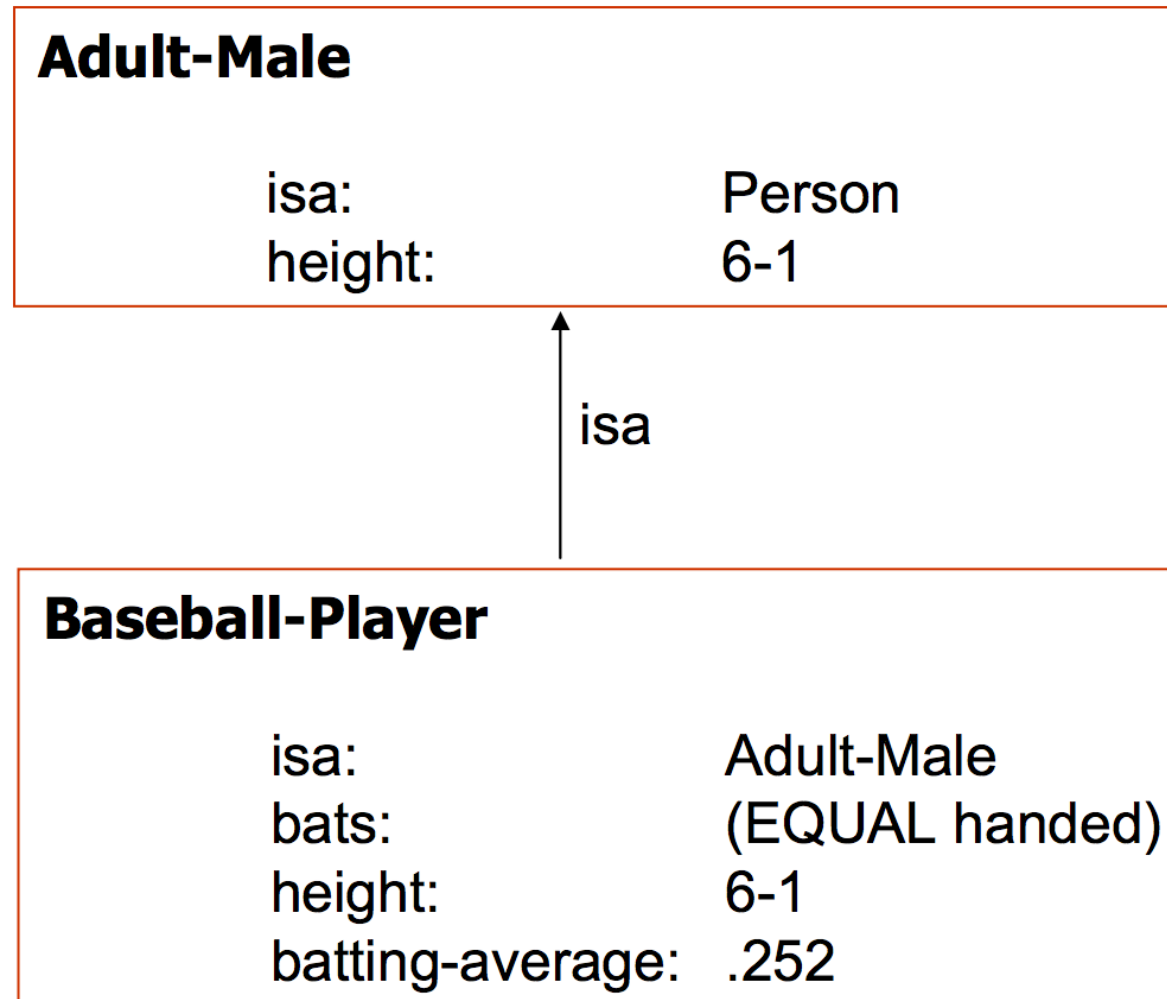 Adult-Male
isa: Person
height: 6-1
isa
Baseball-Player
isa: Adult-Male
bats: (EQUAL handed)
height: 6-1
batting-average: .252